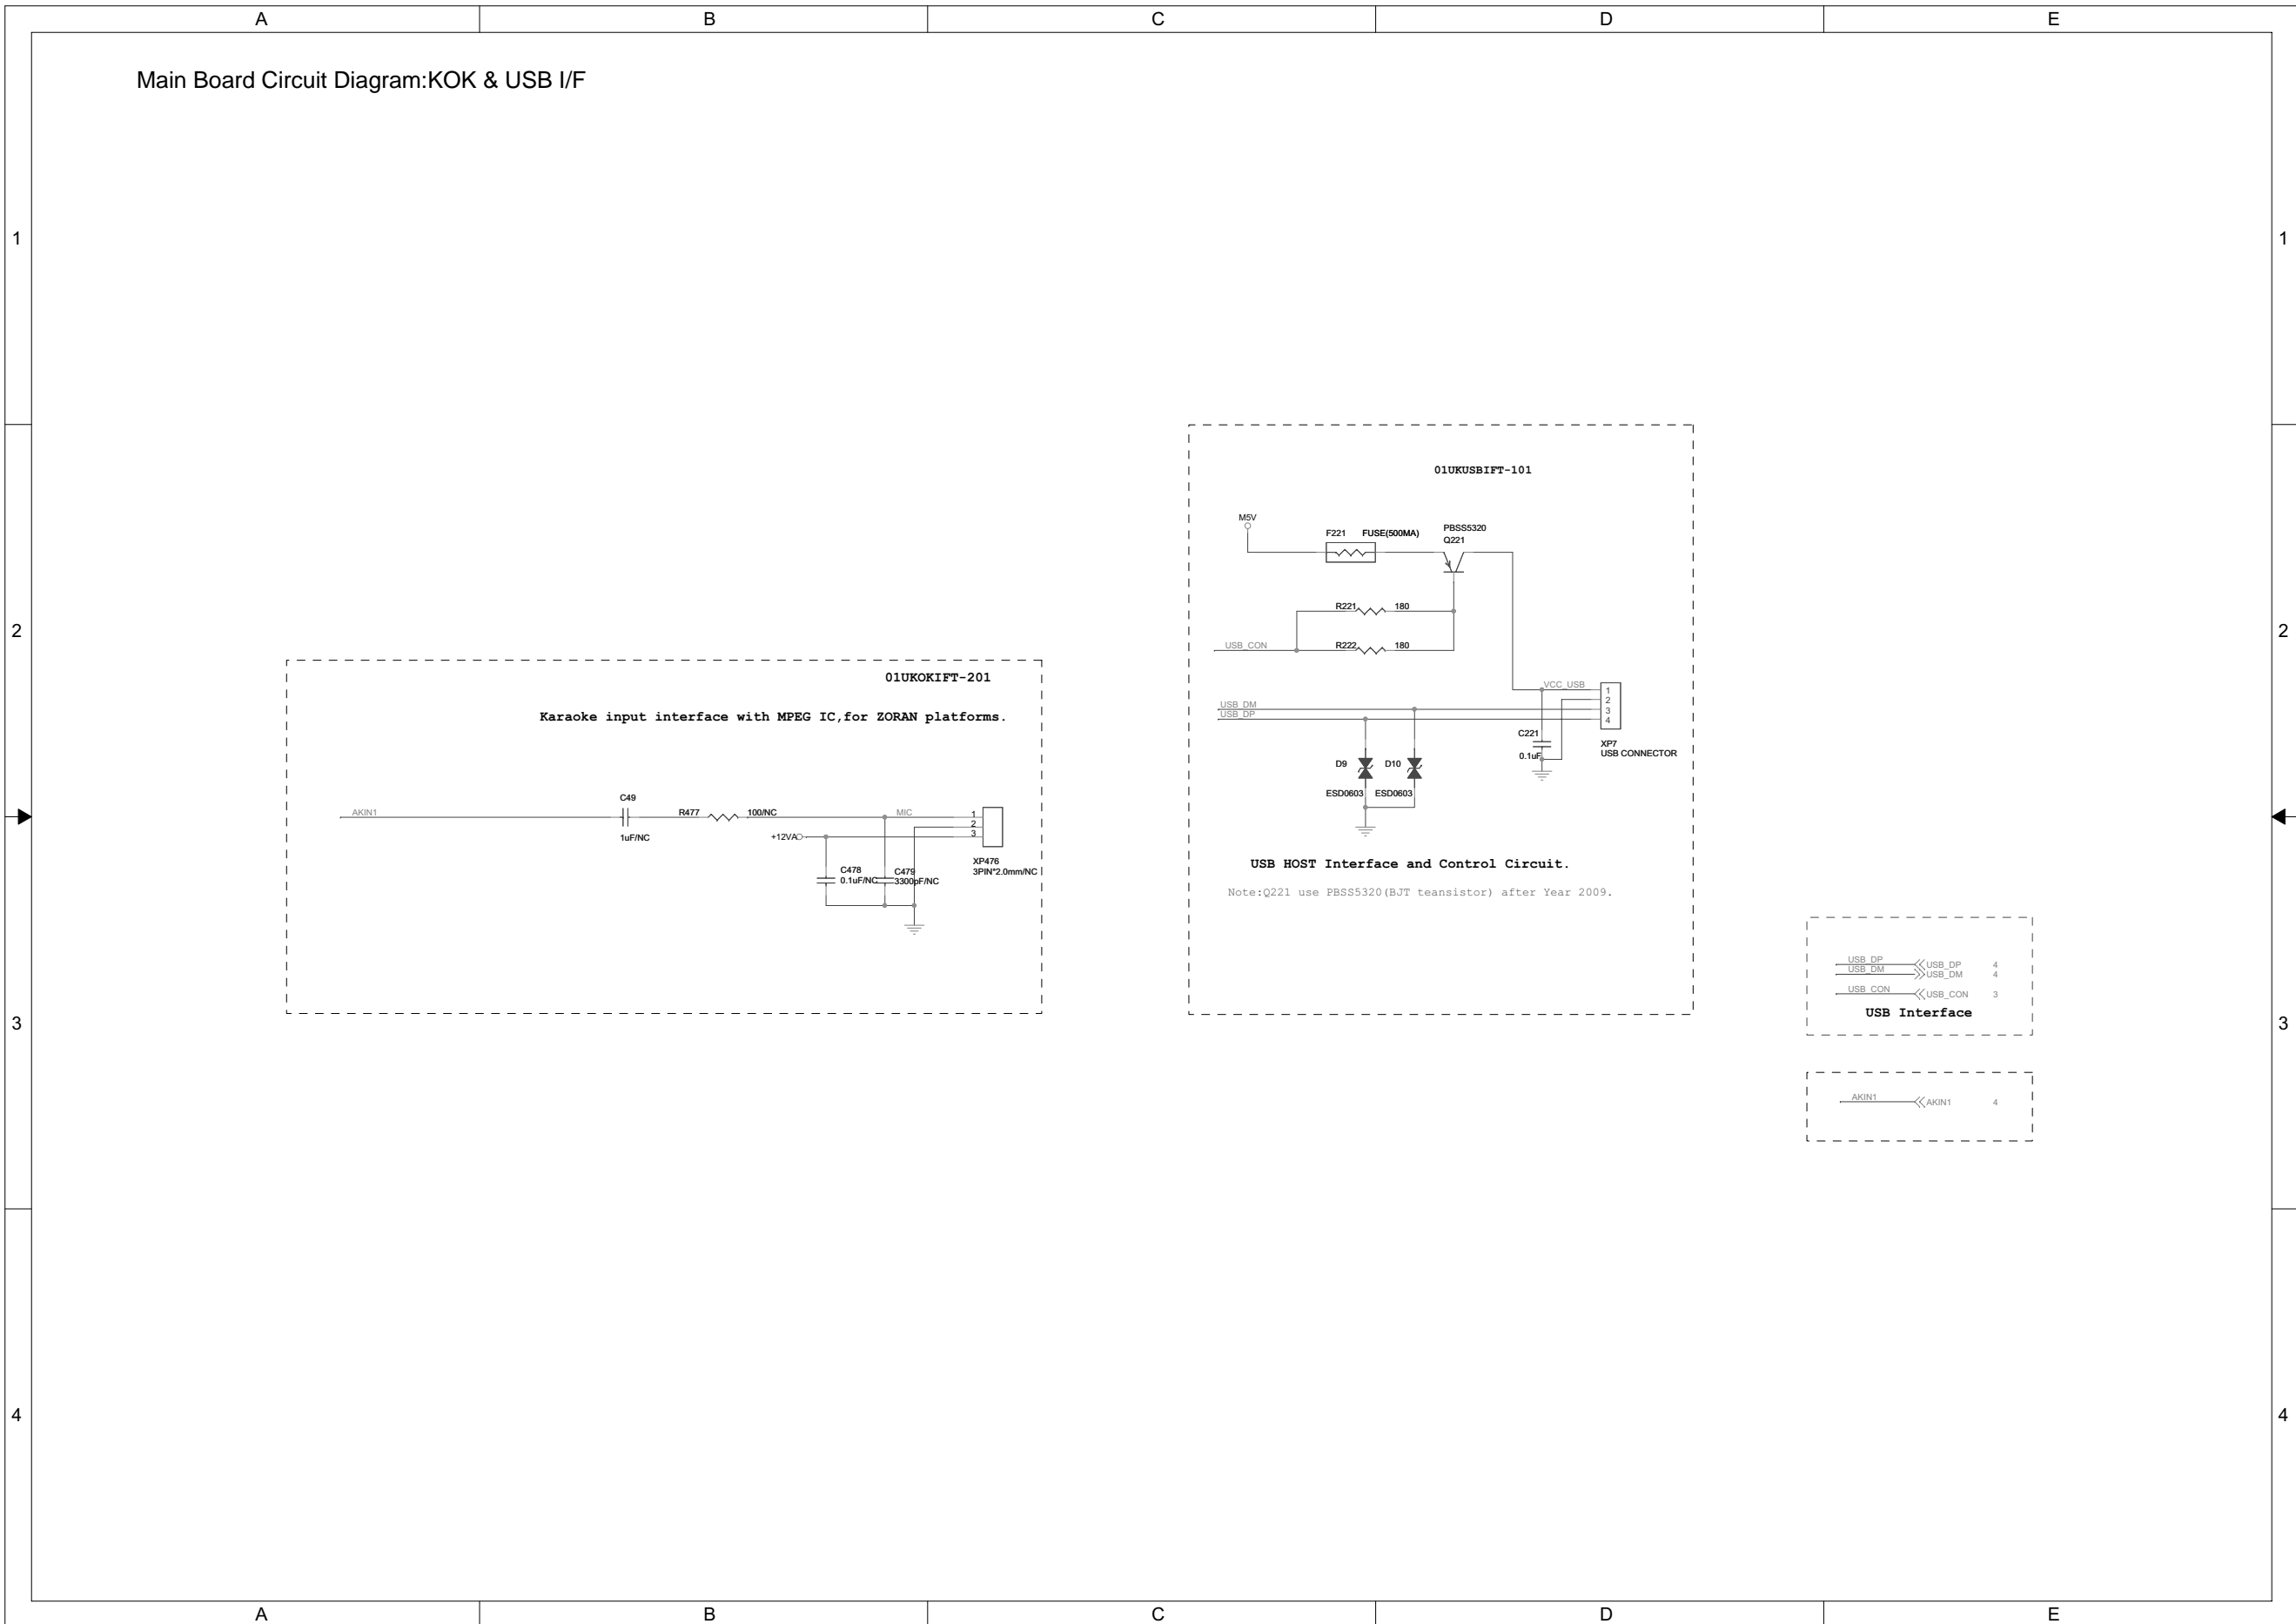 A B C D E
Main Board Circuit Diagram:KOK & USB I/F
1 1
2 2
3 3
4 4
01UKUSBIFT-101
M5V
F221 FUSE(500MA)
PBSS5320
Q221
R221 180
USB_CON R222 180
VCC_USB
USB_DM
USB_DP
1
2
3
4
C221
0.1uF
XP7
USB CONNECTOR
D9 D10
ESD0603 ESD0603
USB HOST Interface and Control Circuit.
Note:Q221 use PBSS5320(BJT teansistor) after Year 2009.
01UKOKIFT-201
Karaoke input interface with MPEG IC,for ZORAN platforms.
AKIN1
C49
1uF/NC
R477 100/NC
MIC
+12VA
1
2
3
C478
0.1uF/NC
C479
3300pF/NC
XP476
3PIN*2.0mm/NC
USB_DP USB_DP 4
USB_DM USB_DM 4
USB_CON USB_CON 3
USB Interface
AKIN1 AKIN1 4
A B C D E